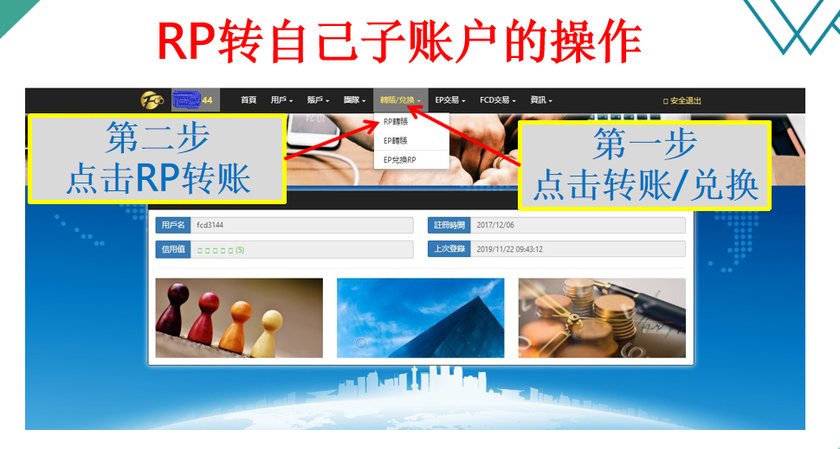 RP转自己子账户的操作
44 首頁 用戶 賬戶 團隊 轉賬/兌換 EP交易 FCD交易 資訊 安全退出
RP轉賬
EP轉賬
EP兌換RP
第二步
点击RP转账
第一步
点击转账/兑换
用戶名 fcd3144 註冊時間 2017/12/06
信用值 (5) 上次登錄 2019/11/22 09:43:12